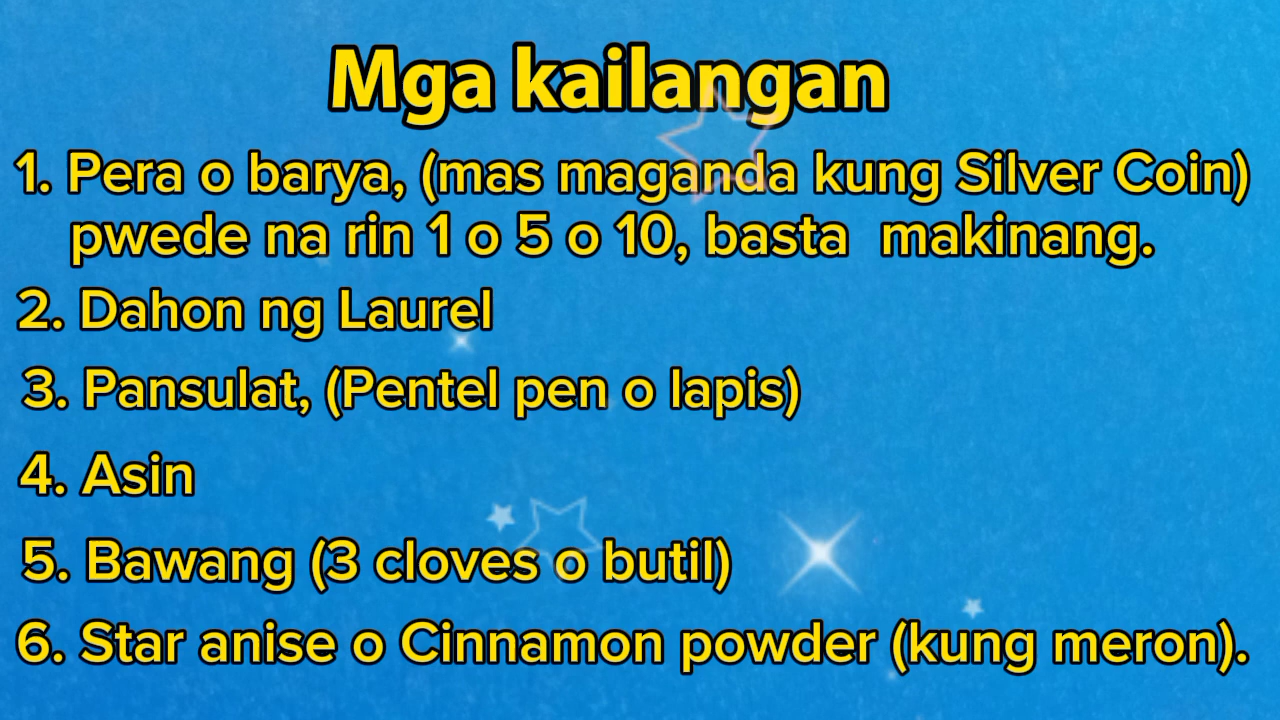 Mga kailangan
1. Pera o barya, (mas maganda kung Silver Coin)
pwede na rin 1 o 5 o 10, basta makinang.
2. Dahon ng Laurel
3. Pansulat, (Pentel pen o lapis)
4. Asin
5. Bawang (3 cloves o butil)
6. Star anise o Cinnamon powder (kung meron).